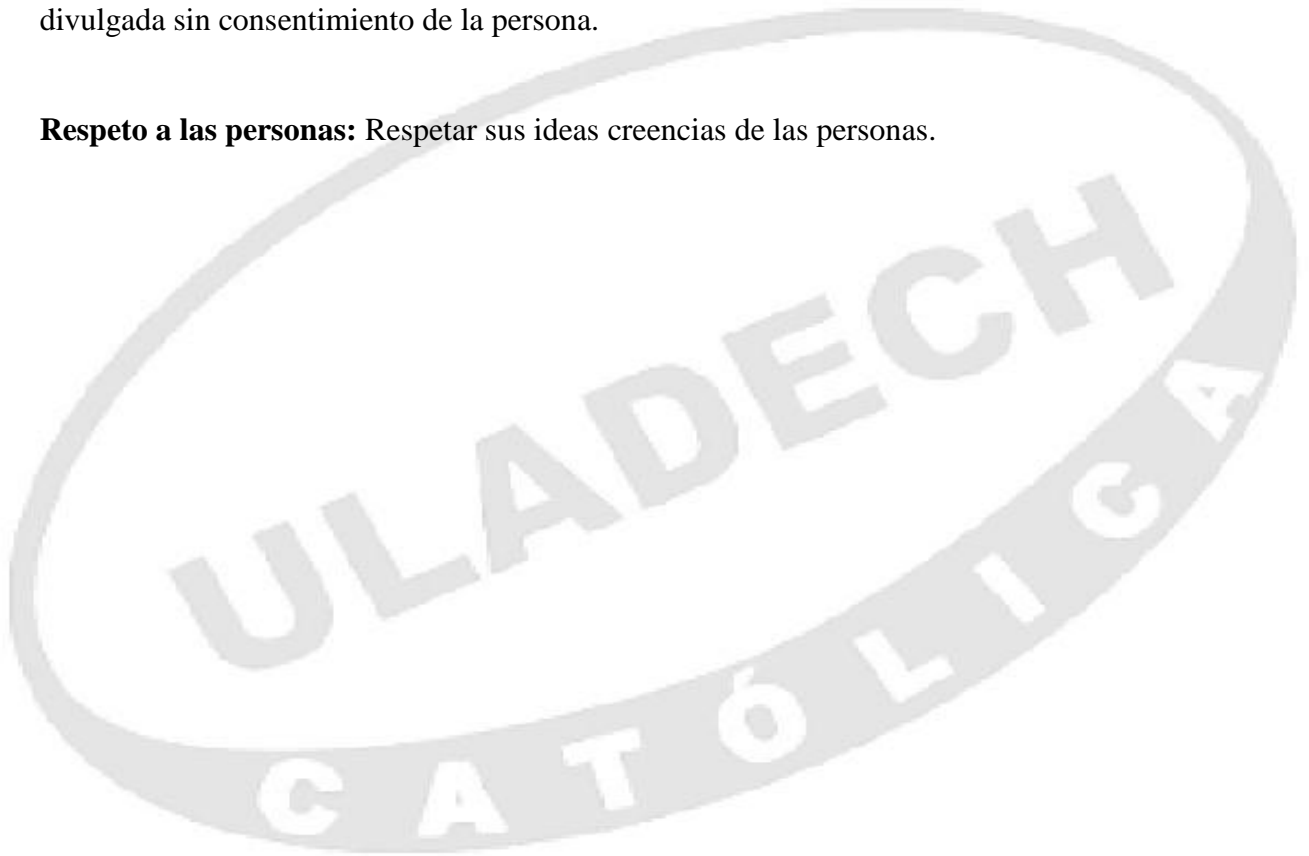 divulgada sin consentimiento de la persona.
Respeto a las personas: Respetar sus ideas creencias de las personas.
ULADECH
CATÓLICA